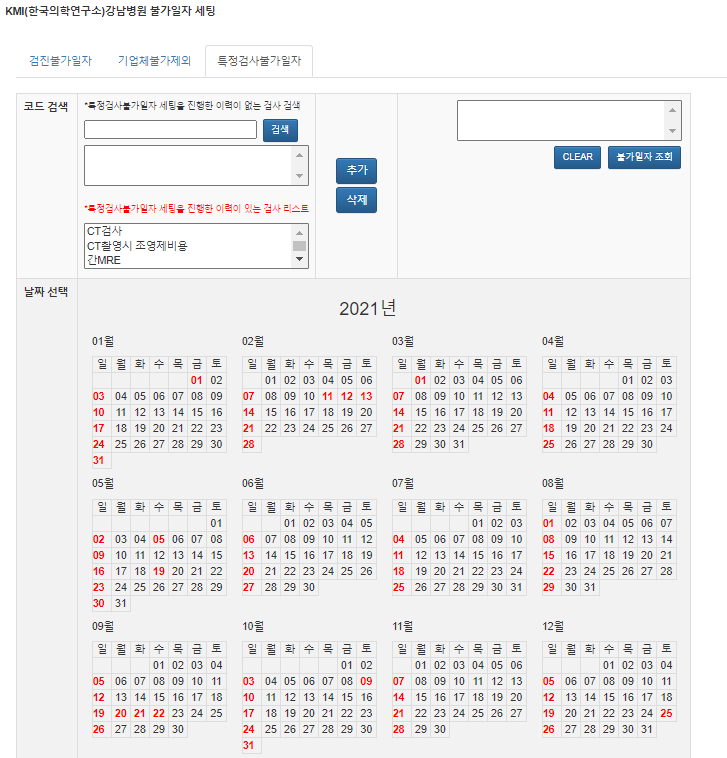 KMI(한국의학연구소)강남병원 불가일자 세팅
검진불가일자 기업체불가제외 특정검사불가일자
코드 검색
*특정검사불가일자 세팅을 진행한 이력이 없는 검사 검색
검색
추가
삭제
*특정검사불가일자 세팅을 진행한 이력이 있는 검사 리스트
CT검사
CT촬영시 조영제비용
간MRE
CLEAR 불가일자 조회
날짜 선택
2021년
01월 02월 03월 04월
일 월 화 수 목 금 토 일 월 화 수 목 금 토 일 월 화 수 목 금 토 일 월 화 수 목 금 토
01 02 01 02 03 04 05 06 01 02 03 04 05 06 01 02 03
03 04 05 06 07 08 09 07 08 09 10 11 12 13 07 08 09 10 11 12 13 04 05 06 07 08 09 10
10 11 12 13 14 15 16 14 15 16 17 18 19 20 14 15 16 17 18 19 20 11 12 13 14 15 16 17
17 18 19 20 21 22 23 21 22 23 24 25 26 27 21 22 23 24 25 26 27 18 19 20 21 22 23 24
24 25 26 27 28 29 30 28 28 29 30 31 25 26 27 28 29 30
31
05월 06월 07월 08월
일 월 화 수 목 금 토 일 월 화 수 목 금 토 일 월 화 수 목 금 토 일 월 화 수 목 금 토
01 01 02 03 04 05 01 02 03 01 02 03 04 05 06 07
02 03 04 05 06 07 08 06 07 08 09 10 11 12 04 05 06 07 08 09 10 08 09 10 11 12 13 14
09 10 11 12 13 14 15 13 14 15 16 17 18 19 11 12 13 14 15 16 17 15 16 17 18 19 20 21
16 17 18 19 20 21 22 20 21 22 23 24 25 26 18 19 20 21 22 23 24 22 23 24 25 26 27 28
23 24 25 26 27 28 29 27 28 29 30 25 26 27 28 29 30 31 29 30 31
30 31
09월 10월 11월 12월
일 월 화 수 목 금 토 일 월 화 수 목 금 토 일 월 화 수 목 금 토 일 월 화 수 목 금 토
01 02 03 04 01 02 01 02 03 04 05 06 01 02 03 04
05 06 07 08 09 10 11 03 04 05 06 07 08 09 07 08 09 10 11 12 13 05 06 07 08 09 10 11
12 13 14 15 16 17 18 10 11 12 13 14 15 16 14 15 16 17 18 19 20 12 13 14 15 16 17 18
19 20 21 22 23 24 25 17 18 19 20 21 22 23 21 22 23 24 25 26 27 19 20 21 22 23 24 25
26 27 28 29 30 24 25 26 27 28 29 30 28 29 30 26 27 28 29 30 31
31